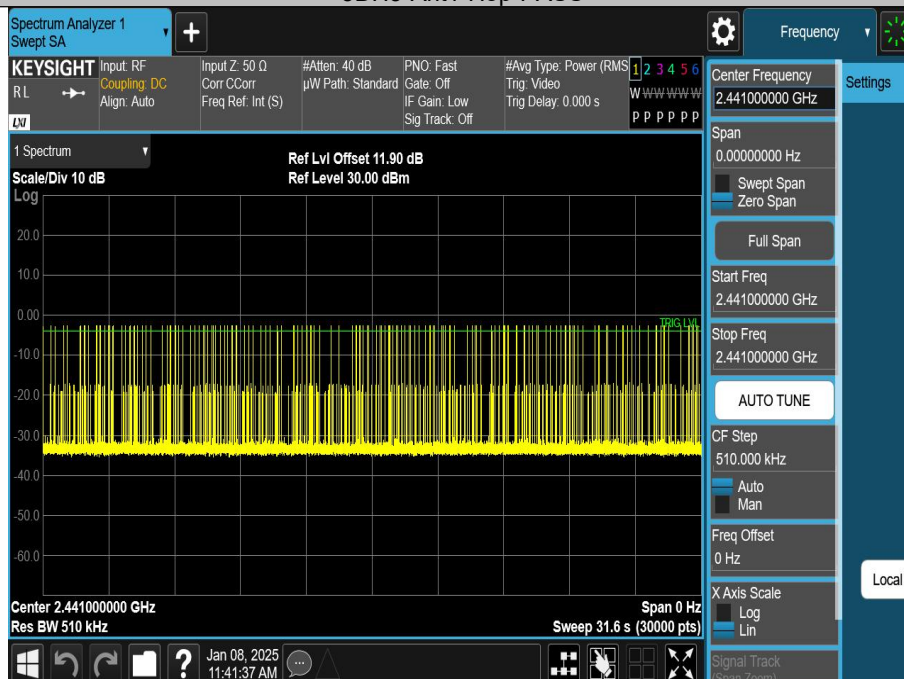 Spectrum Analyzer 1
Swept SA
Frequency
KEYSIGHT
R L
LXI
Input: RF
Coupling: DC
Align: Auto
Input Z: 50 Ω
Corr CCorr
Freq Ref: Int (S)
#Atten: 40 dB
µW Path: Standard
PNO: Fast
Gate: Off
IF Gain: Low
Sig Track: Off
#Avg Type: Power (RMS
Trig: Video
Trig Delay: 0.000 s
1 2 3 4 5 6
W W W W W W
P P P P P P
Center Frequency
2.441000000 GHz
Settings
Span
0.00000000 Hz
Swept Span
Zero Span
Full Span
Start Freq
2.441000000 GHz
Stop Freq
2.441000000 GHz
AUTO TUNE
CF Step
510.000 kHz
Auto
Man
Freq Offset
0 Hz
X Axis Scale
Log
Lin
Signal Track
(Span Zoom)
Local
1 Spectrum
Scale/Div 10 dB
Ref Lvl Offset 11.90 dB
Ref Level 30.00 dBm
Log
20.0
10.0
0.00
TRIG LVL
-10.0
-20.0
-30.0
-40.0
-50.0
-60.0
Center 2.441000000 GHz
Span 0 Hz
Res BW 510 kHz
Sweep 31.6 s (30000 pts)
?
Jan 08, 2025
11:41:37 AM